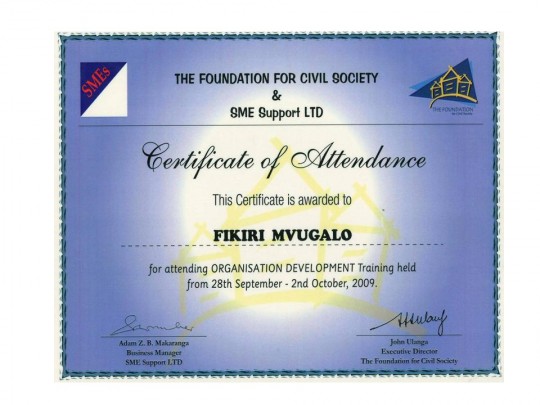 SMEs
THE FOUNDATION FOR CIVIL SOCIETY
&
SME Support LTD
THE FOUNDATION
Certificate of Attendance
This Certificate is awarded to
FIKIRI MVUGALO
for attending ORGANISATION DEVELOPMENT Training held
from 28th September - 2nd October, 2009.
Adam Z. B. Makaranga
Business Manager
SME Support LTD
John Ulanga
Executive Director
The Foundation for Civil Society